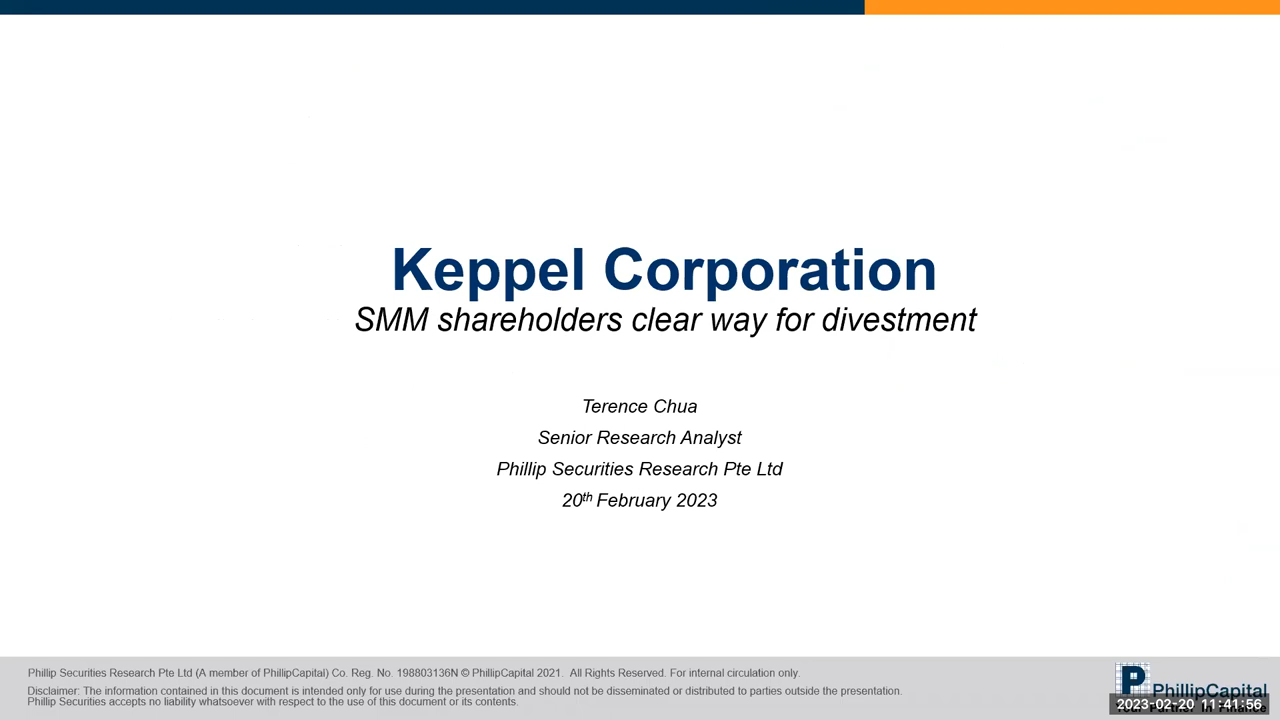 Keppel Corporation
SMM shareholders clear way for divestment
Terence Chua
Senior Research Analyst
Phillip Securities Research Pte Ltd
20th February 2023
Phillip Securities Research Pte Ltd (A member of PhillipCapital) Co. Reg. No. 198803136N © PhillipCapital 2021. All Rights Reserved. For internal circulation only.
Disclaimer: The information contained in this document is intended only for use during the presentation and should not be disseminated or distributed to parties outside the presentation.
Phillip Securities accepts no liability whatsoever with respect to the use of this document or its contents.
PhillipCapital
Your Partner In Finance
2023-02-20 11:41:56